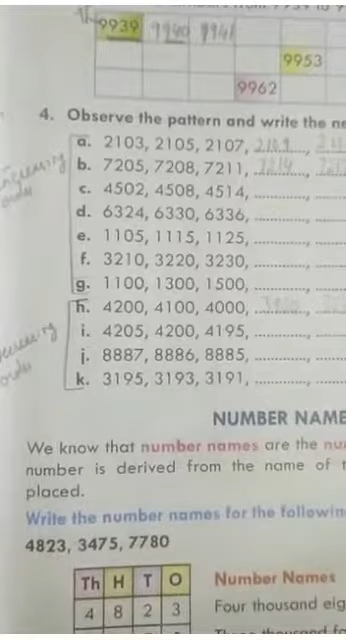 9939 9940 9941
9953
9962
4. Observe the pattern and write the
a. 2103, 2105, 2107, 2109,
b. 7205, 7208, 7211, 7214,
c. 4502, 4508, 4514, ............,
d. 6324, 6330, 6336, ............,
e. 1105, 1115, 1125, ............,
f. 3210, 3220, 3230, ............,
g. 1100, 1300, 1500, ............,
h. 4200, 4100, 4000,
i. 4205, 4200, 4195, ............,
j. 8887, 8886, 8885, ............,
k. 3195, 3193, 3191, ............,
order
order
NUMBER NAME
We know that number names are the
number is derived from the name of
placed.
Write the number names for the
4823, 3475, 7780
Th H T O Number Names
4 8 2 3 Four thousand